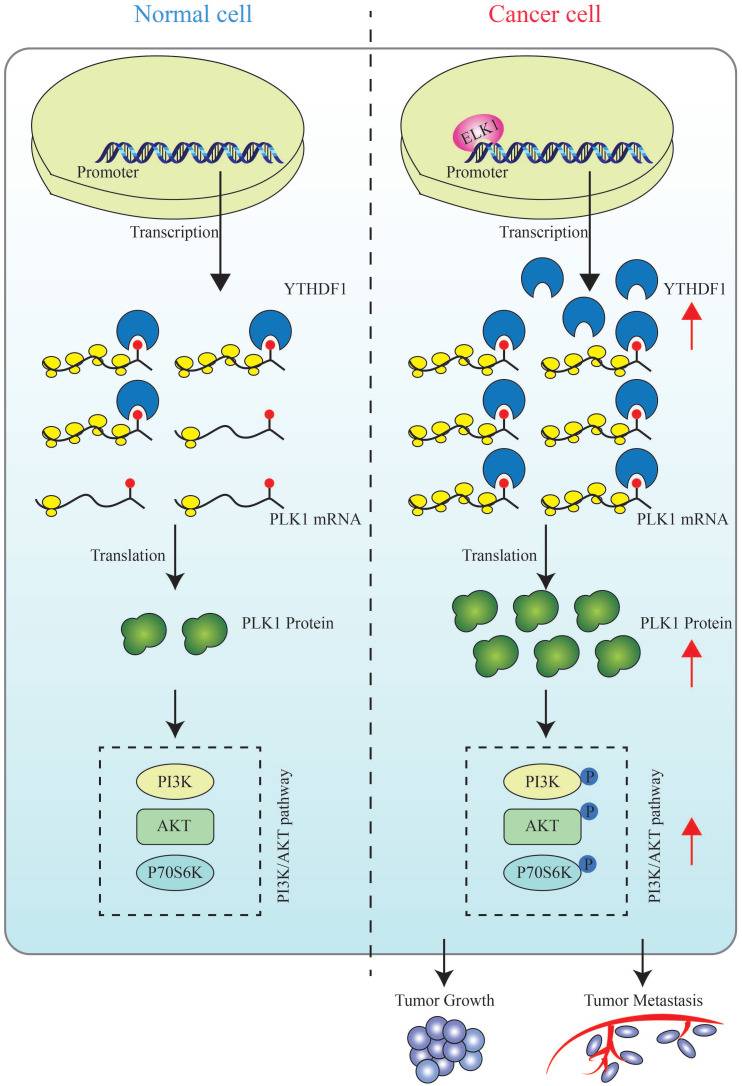 Normal cell
Cancer cell
Promoter
ELK1
Promoter
Transcription
Transcription
YTHDF1
YTHDF1
PLK1 mRNA
PLK1 mRNA
Translation
Translation
PLK1 Protein
PLK1 Protein
PI3K
AKT
P70S6K
PI3K/AKT pathway
PI3K
P
AKT
P
P70S6K
P
PI3K/AKT pathway
Tumor Growth
Tumor Metastasis